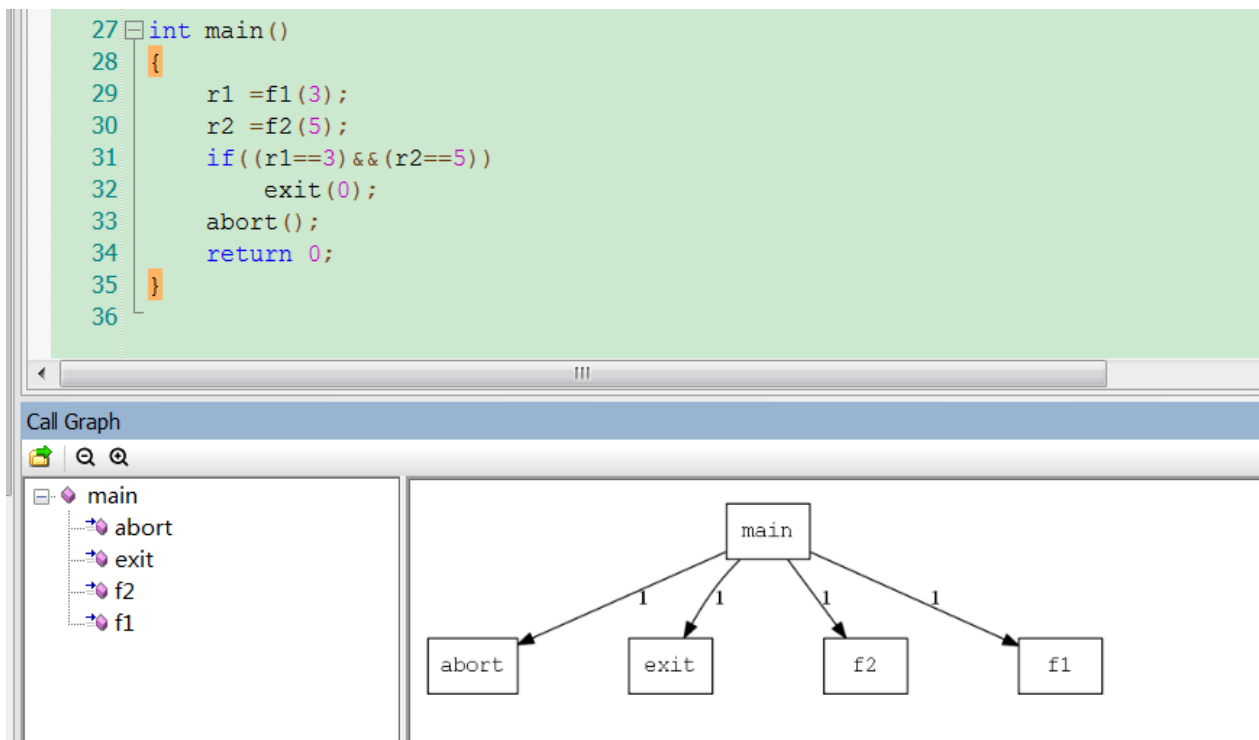 27 int main()
28 {
29 r1 =f1(3);
30 r2 =f2(5);
31 if((r1==3)&&(r2==5))
32 exit(0);
33 abort();
34 return 0;
35 }
36
Call Graph
main
abort
exit
f2
f1
main
1 1 1 1
abort exit f2 f1